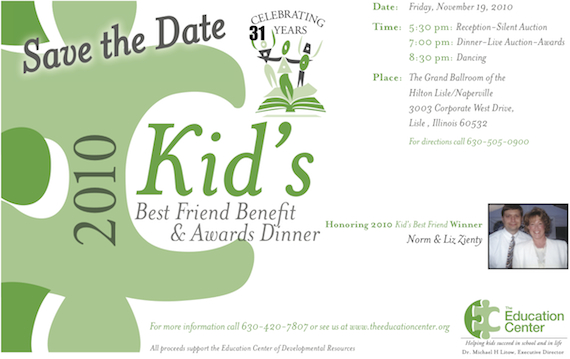 Save the Date
CELEBRATING
31 YEARS
2010
Kid's
Best Friend Benefit
& Awards Dinner
Date: Friday, November 19, 2010
Time: 5:30 pm: Reception-Silent Auction
7:00 pm: Dinner-Live Auction-Awards
8:30 pm: Dancing
Place: The Grand Ballroom of the
Hilton Lisle/Naperville
3003 Corporate West Drive,
Lisle , Illinois 60532
For directions call 630-505-0900
Honoring 2010 Kid's Best Friend Winner
Norm & Liz Zienty
For more information call 630-420-7807 or see us at www.theeducationcenter.org
All proceeds support the Education Center of Developmental Resources
The
Education
Center
Helping kids succeed in school and in life
Dr. Michael H Litow, Executive Director